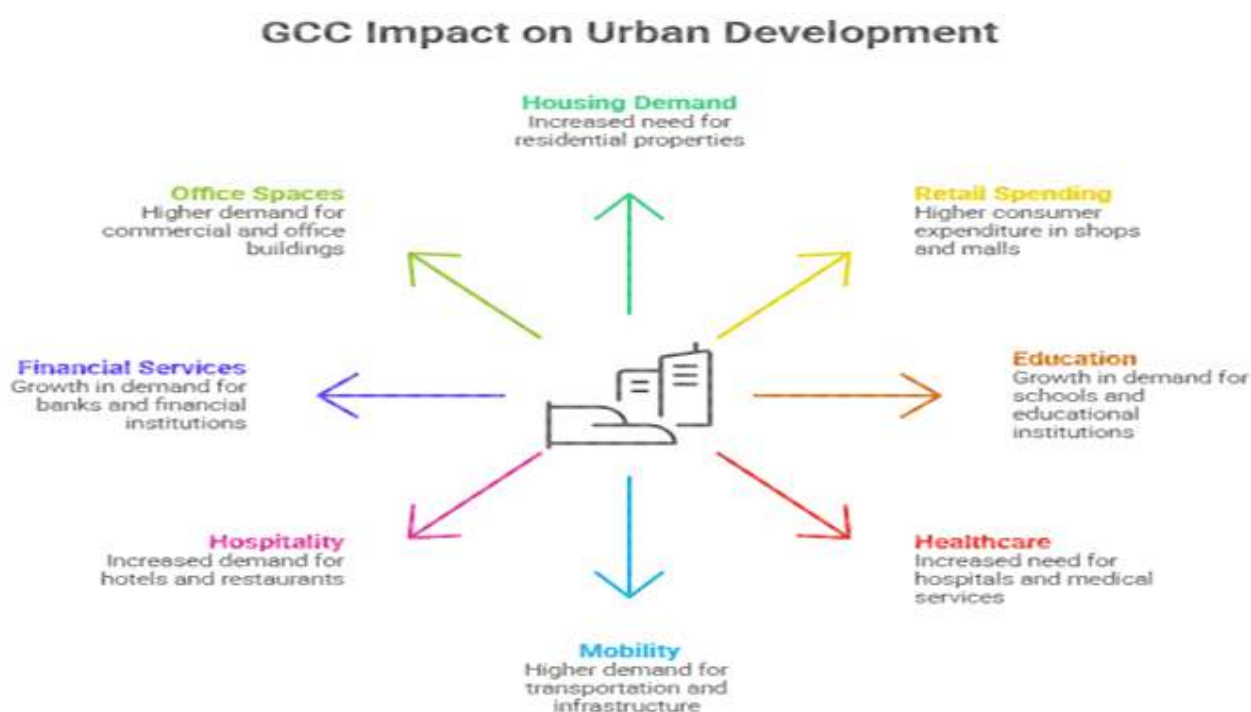 GCC Impact on Urban Development
Housing Demand
Increased need for
residential properties
Office Spaces
Higher demand for
commercial and office
buildings
Retail Spending
Higher consumer
expenditure in shops
and malls
Financial Services
Growth in demand for
banks and financial
institutions
Education
Growth in demand for
schools and
educational
institutions
Hospitality
Increased demand for
hotels and restaurants
Healthcare
Increased need for
hospitals and medical
services
Mobility
Higher demand for
transportation and
infrastructure